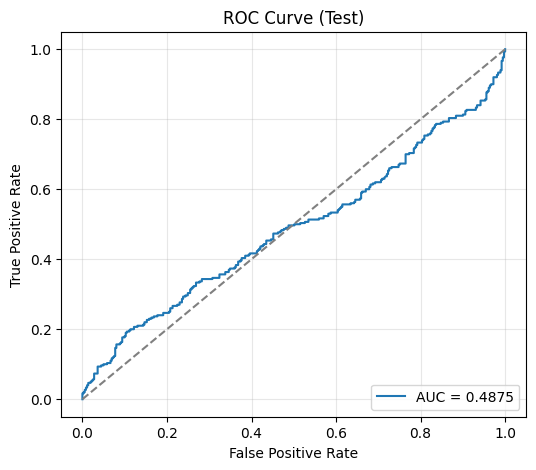 ROC Curve (Test)
True Positive Rate
1.0
0.8
0.6
0.4
0.2
0.0
AUC = 0.4875
0.0 0.2 0.4 0.6 0.8 1.0
False Positive Rate